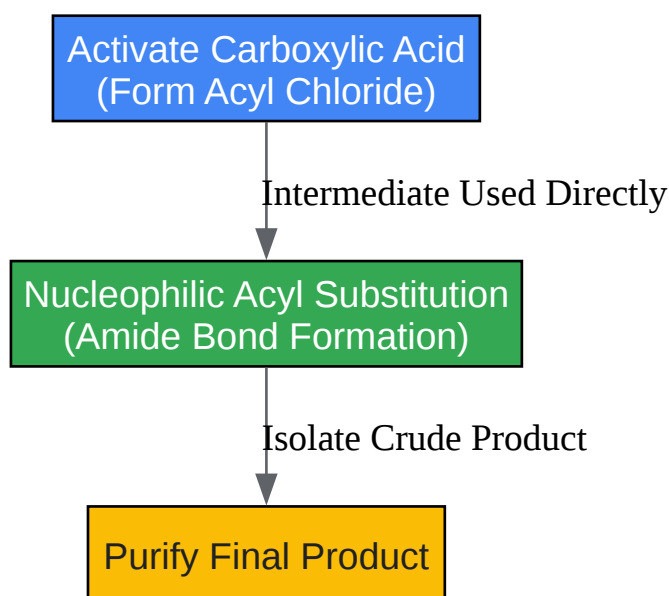 Activate Carboxylic Acid
(Form Acyl Chloride)
Intermediate Used Directly
Nucleophilic Acyl Substitution
(Amide Bond Formation)
Isolate Crude Product
Purify Final Product